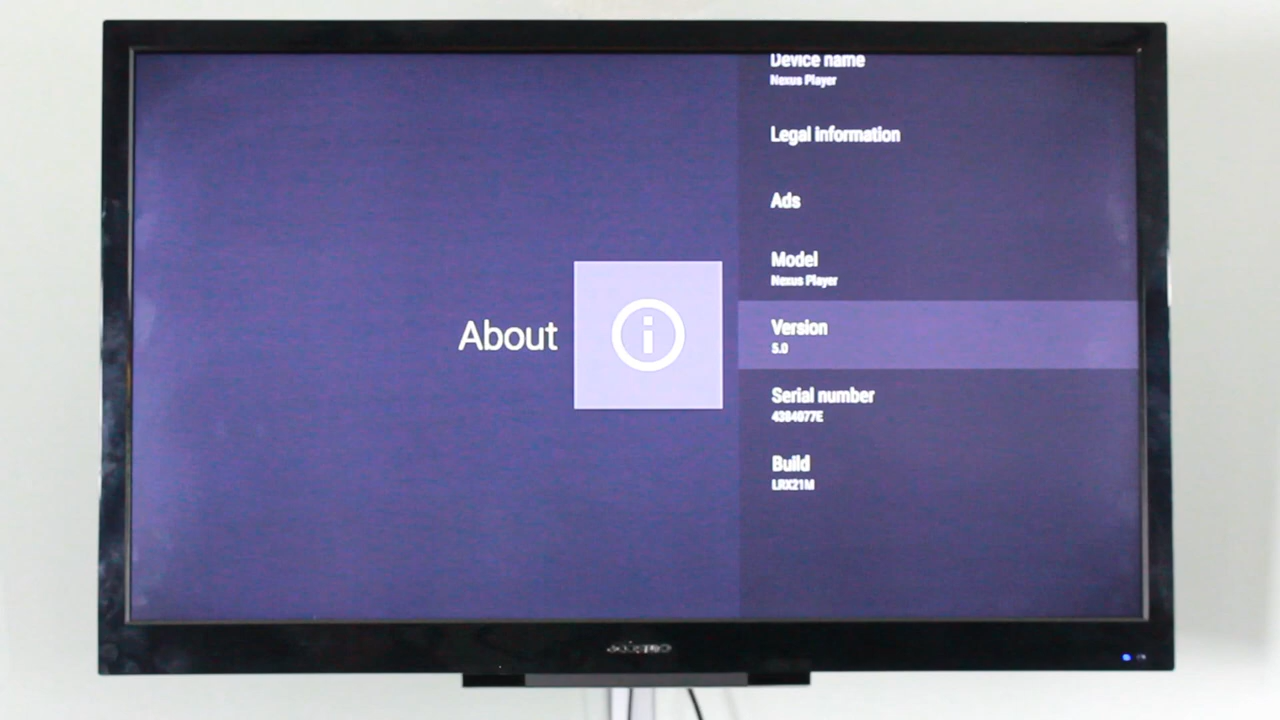 Device name
Nexus Player
Legal information
Ads
Model
Nexus Player
About
Version
5.0
Serial number
4384077E
Build
LRX21M